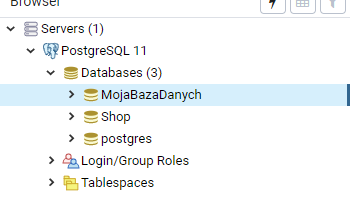 Browser
Servers (1)
PostgreSQL 11
Databases (3)
MojaBazaDanych
Shop
postgres
Login/Group Roles
Tablespaces